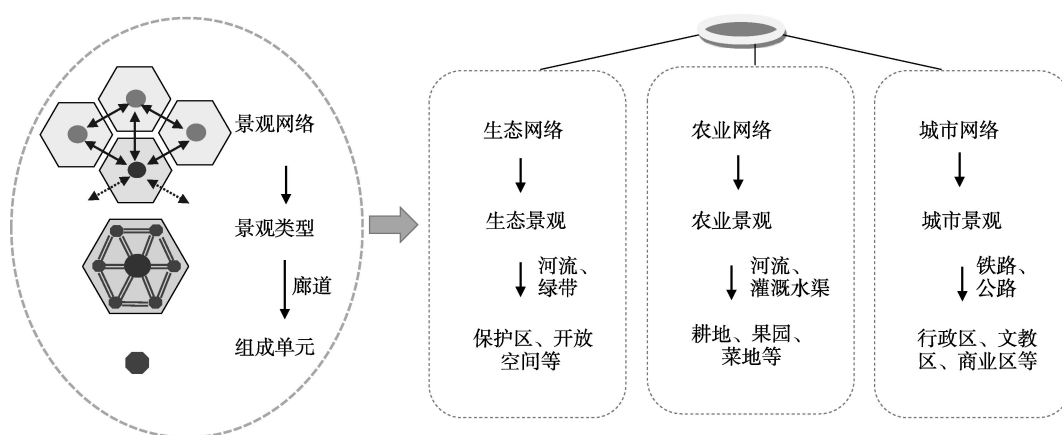 景观网络
景观类型
廊道
组成单元
生态网络
生态景观
河流、
绿带
保护区、开放
空间等
农业网络
农业景观
河流、
灌溉水渠
耕地、果园、
菜地等
城市网络
城市景观
铁路、
公路
行政区、文教
区、商业区等